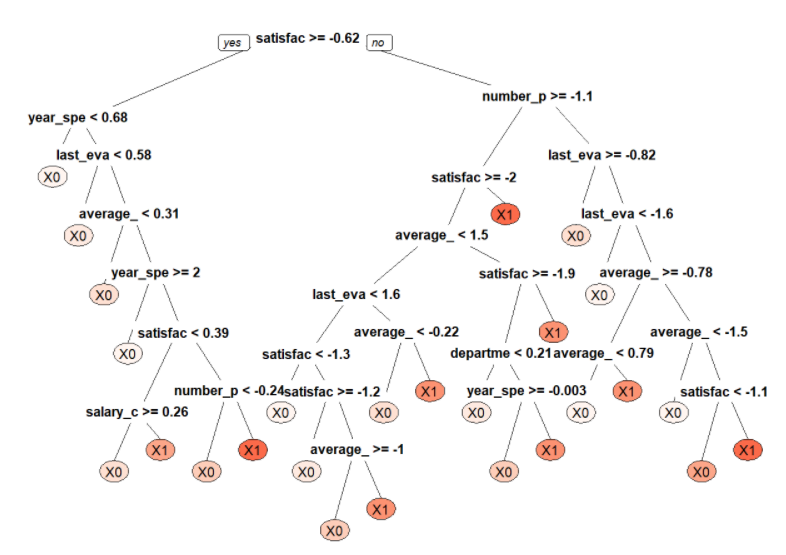 yes satisfac >= -0.62 no
number_p >= -1.1
year_spe < 0.68
last_eva < 0.58 last_eva >= -0.82
X0 satisfac >= -2
average_ < 0.31 X1 last_eva < -1.6
X0 average_ < 1.5 X0
year_spe >= 2 satisfac >= -1.9 average_ >= -0.78
X0 last_eva < 1.6 X0
satisfac < 0.39 average_ < -0.22 X1 average_ < -1.5
X0 satisfac < -1.3 departme < 0.21 average_ < 0.79
number_p < -0.24 satisfac >= -1.2 X1 year_spe >= -0.003 X1 satisfac < -1.1
salary_c >= 0.26 X0 X0 X0 X0 X0
X1 X1 average_ >= -1 X1 X1
X0 X0 X0 X0 X0
X1
X0